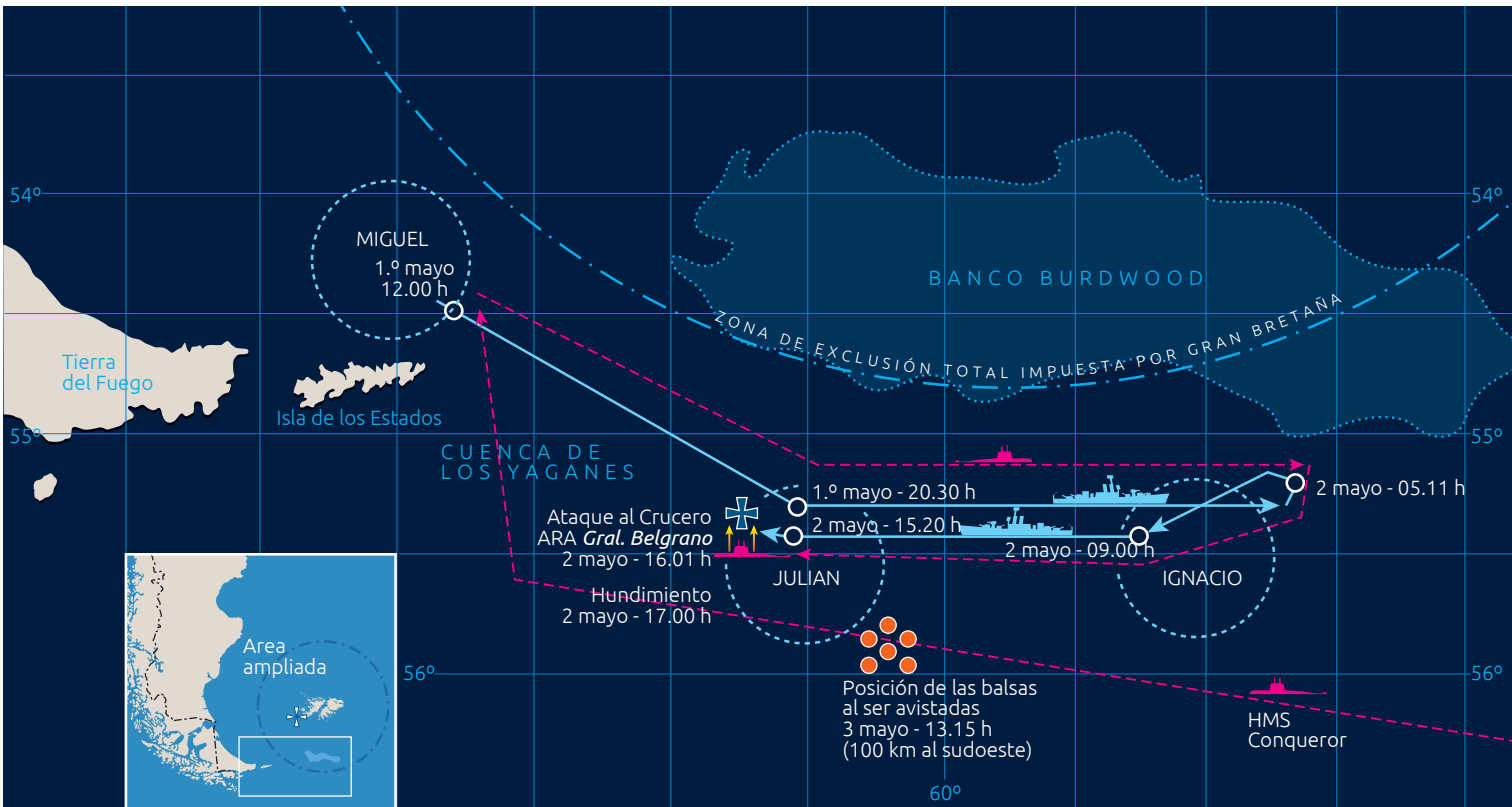 54º
54º
MIGUEL
1.º mayo
12.00 h
BANCO BURDWOOD
ZONA DE EXCLUSIÓN TOTAL IMPUESTA POR GRAN BRETAÑA
Tierra
del Fuego
Isla de los Estados
55º
55º
CUENCA DE
LOS YAGANES
1.º mayo - 20.30 h
2 mayo - 05.11 h
Ataque al Crucero
ARA Gral. Belgrano
2 mayo - 16.01 h
2 mayo - 15.20 h
2 mayo - 09.00 h
JULIAN
IGNACIO
Hundimiento
2 mayo - 17.00 h
Area
ampliada
56º
56º
Posición de las balsas
al ser avistadas
3 mayo - 13.15 h
(100 km al sudoeste)
HMS
Conqueror
60º